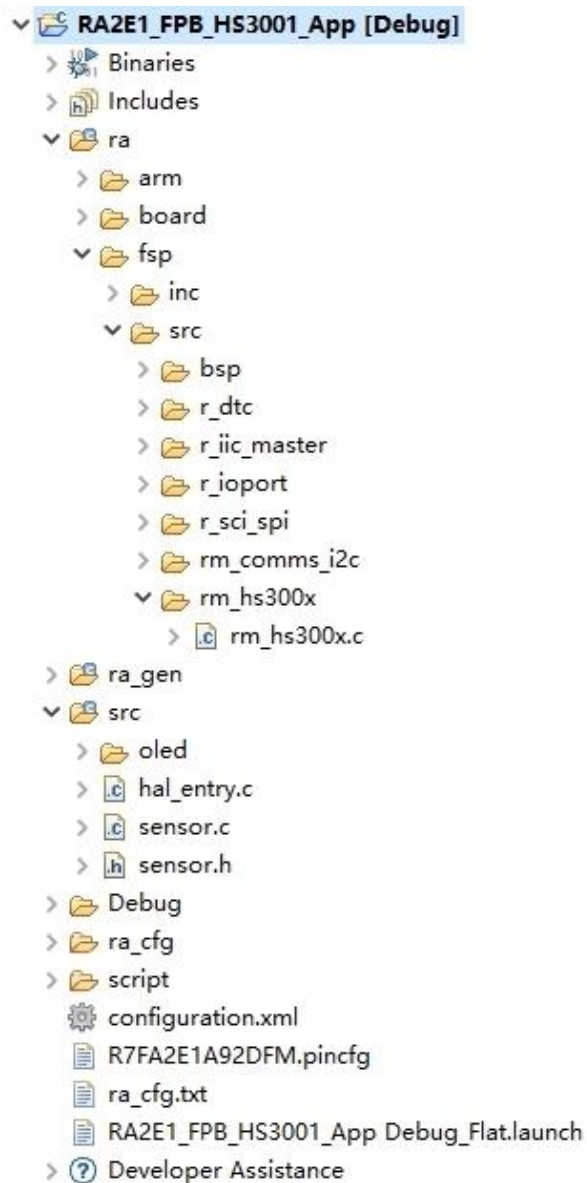 RA2E1_FPB_HS3001_App [Debug]
Binaries
Includes
ra
arm
board
fsp
inc
src
bsp
r_dtc
r_iic_master
r_ioport
r_sci_spi
rm_comms_i2c
rm_hs300x
rm_hs300x.c
ra_gen
src
oled
hal_entry.c
sensor.c
sensor.h
Debug
ra_cfg
script
configuration.xml
R7FA2E1A92DFM.pincfg
ra_cfg.txt
RA2E1_FPB_HS3001_App Debug_Flat.launch
Developer Assistance